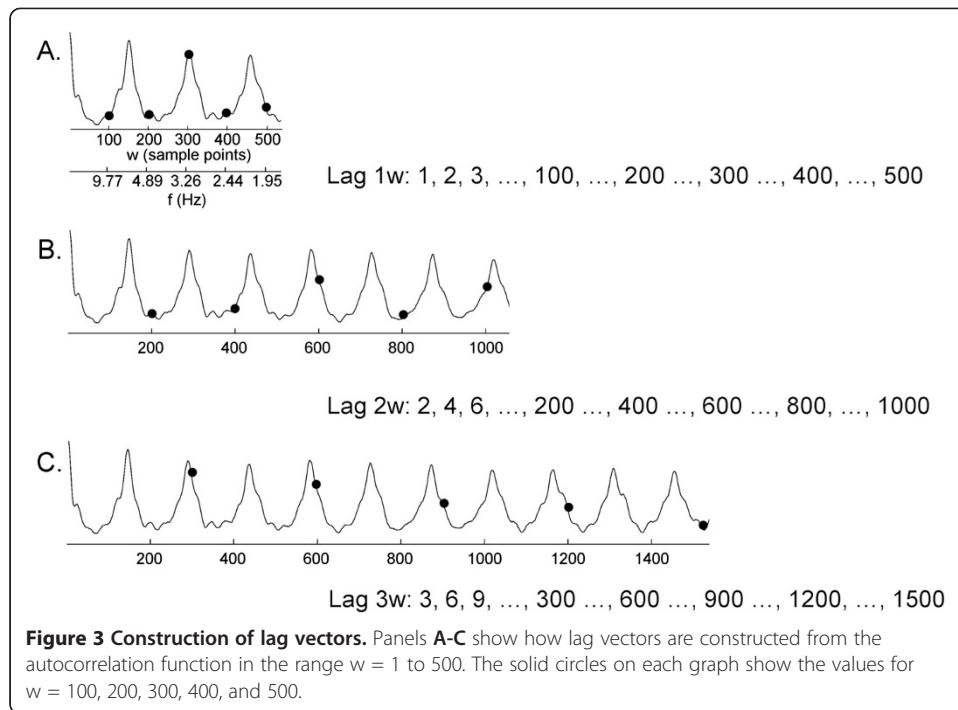 A.
100 200 300 400 500
w (sample points)
9.77 4.89 3.26 2.44 1.95
f (Hz)
Lag 1w: 1, 2, 3, ..., 100, ..., 200 ..., 300 ..., 400, ..., 500
B.
200 400 600 800 1000
Lag 2w: 2, 4, 6, ..., 200 ..., 400 ..., 600 ..., 800, ..., 1000
C.
200 400 600 800 1000 1200 1400
Lag 3w: 3, 6, 9, ..., 300 ..., 600 ..., 900 ..., 1200, ..., 1500
Figure 3 Construction of lag vectors. Panels A-C show how lag vectors are constructed from the
autocorrelation function in the range w = 1 to 500. The solid circles on each graph show the values for
w = 100, 200, 300, 400, and 500.